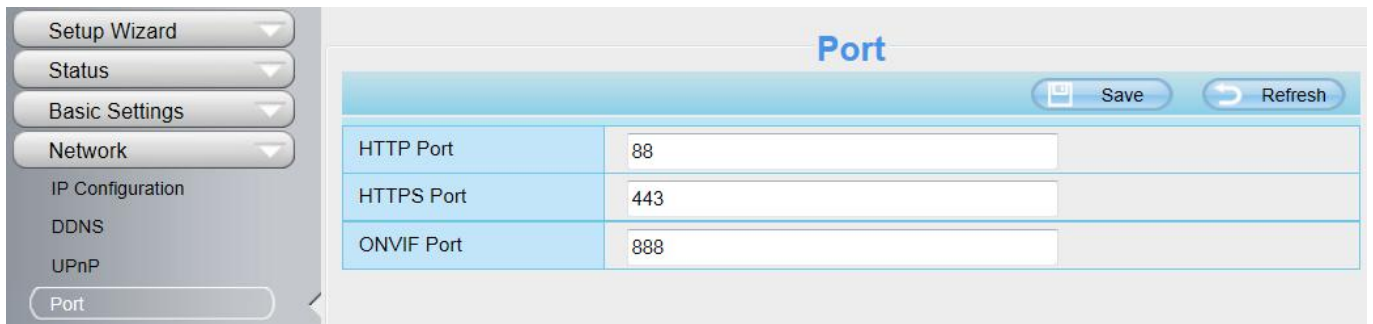 Setup Wizard
Status
Basic Settings
Network
IP Configuration
DDNS
UPnP
Port
Port
Save Refresh
HTTP Port 88
HTTPS Port 443
ONVIF Port 888